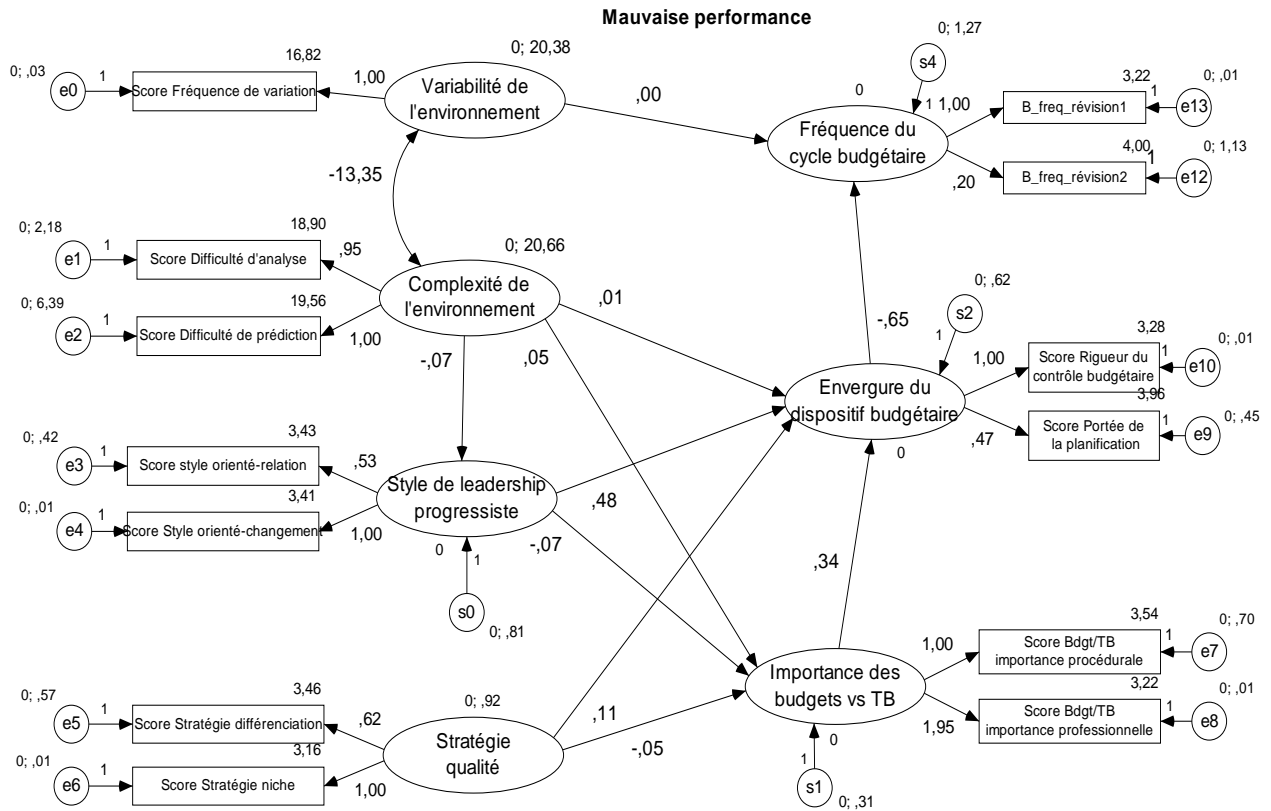 Mauvaise performance
0; 1,27
0; 20,38
16,82
s4
0; ,03
1
e0
Score Fréquence de variation
1,00
Variabilité de
l'environnement
,00
0
1
1,00
3,22
0; ,01
B_freq_révision1
1
e13
Fréquence du
cycle budgétaire
4,00
0; 1,13
1
B_freq_révision2
e12
,20
-13,35
0; 2,18
18,90
e1
1
Score Difficulté d'analyse
,95
0; 20,66
0; 6,39
19,56
e2
1
Score Difficulté de prédiction
1,00
Complexité de
l'environnement
,01
0; ,62
s2
-,65
-,07
,05
1
3,28
0; ,01
1,00
Score Rigueur du
contrôle budgétaire
1
e10
Envergure du
dispositif budgétaire
3,96
0; ,45
Score Portée de
la planification
1
e9
,47
0
0; ,42
3,43
e3
1
Score style orienté-relation
,53
0; ,01
3,41
e4
1
Score Style orienté-changement
1,00
Style de leadership
progressiste
,48
-,07
0
1
s0
0; ,81
,34
3,54
0; ,70
1,00
Score Bdgt/TB
importance procédurale
1
e7
Importance des
budgets vs TB
3,22
0; ,01
Score Bdgt/TB
importance professionnelle
1
e8
1,95
0
0; ,57
3,46
e5
1
Score Stratégie différenciation
,62
0; ,92
,11
-,05
0; ,01
3,16
e6
1
Score Stratégie niche
1,00
Stratégie
qualité
1
s1
0; ,31